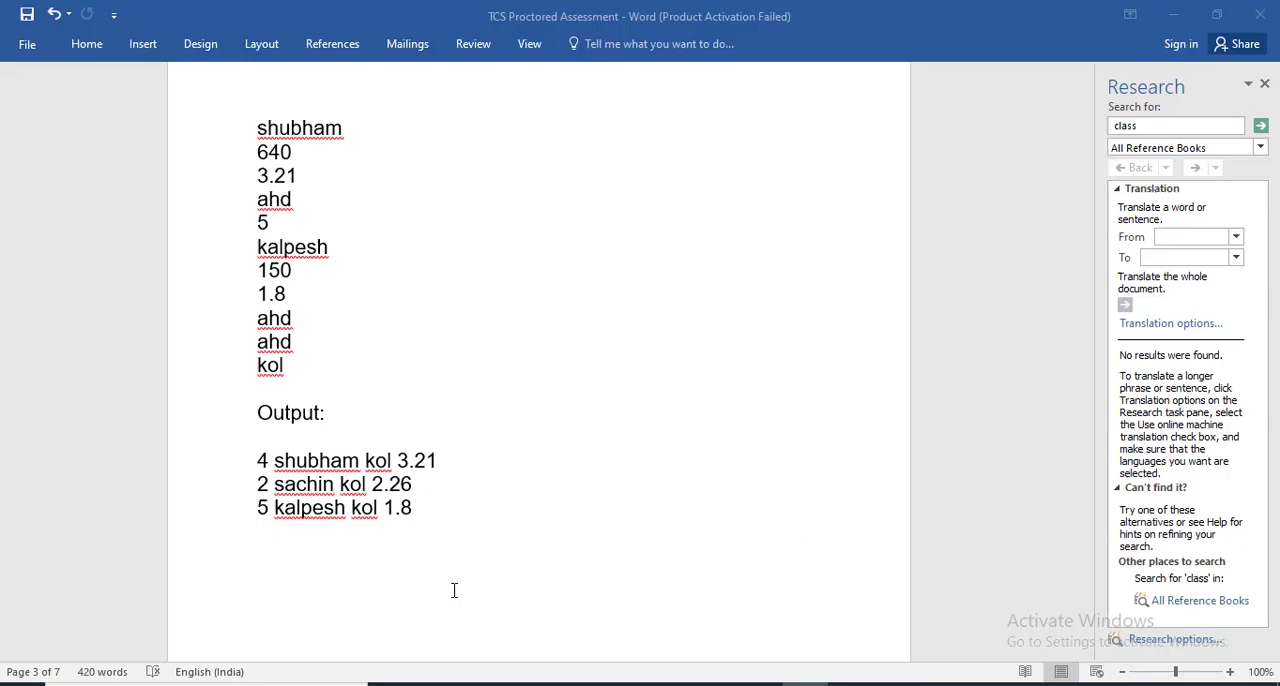 TCS Proctored Assessment - Word (Product Activation Failed)
File Home Insert Design Layout References Mailings Review View Tell me what you want to do... Sign in Share
shubham
640
3.21
ahd
5
kalpesh
150
1.8
ahd
ahd
kol
Output:
4 shubham kol 3.21
2 sachin kol 2.26
5 kalpesh kol 1.8
Research
Search for:
class
All Reference Books
Back
Translation
Translate a word or
sentence.
From
To
Translate the whole
document.
Translation options...
No results were found.
To translate a longer
phrase or sentence, click
Translation options on the
Research task pane, select
the Use online machine
translation check box, and
make sure that the
languages you want are
selected.
Can't find it?
Try one of these
alternatives or see Help for
hints on refining your
search.
Other places to search
Search for 'class' in:
All Reference Books
Research options...
Activate Windows
Go to Settings to activate Windows.
Page 3 of 7 420 words English (India) 100%